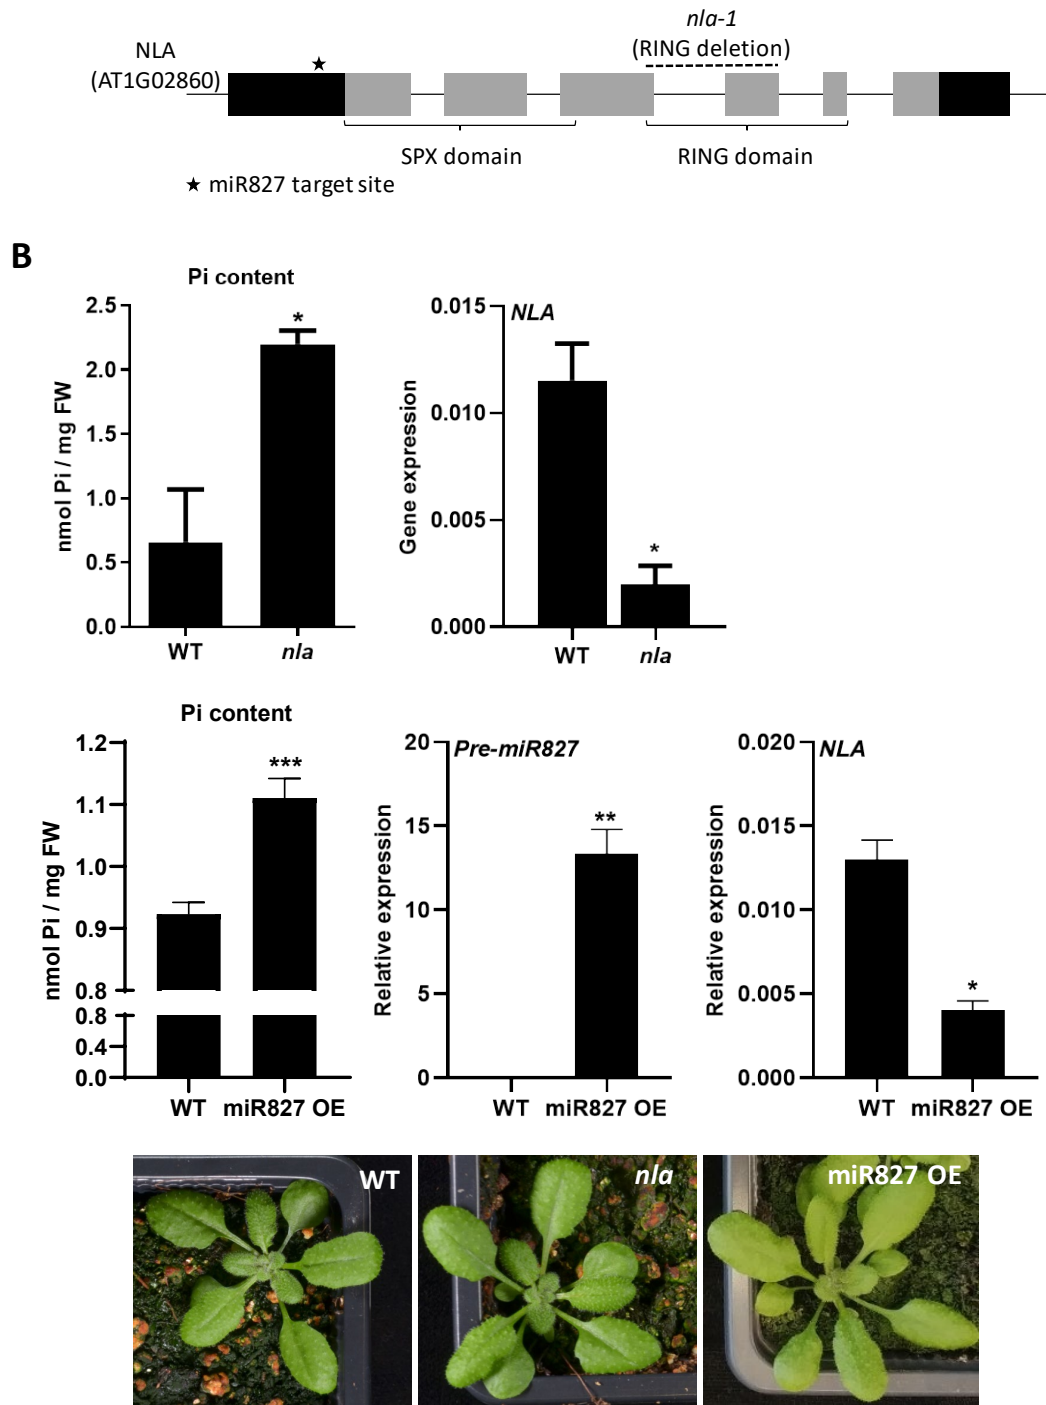 nla-1
(RING deletion)
NLA
(AT1G02860)
★
SPX domain
RING domain
★ miR827 target site
B
Pi content
nmol Pi / mg FW
2.5
2.0
1.5
1.0
0.5
0.0
*
WT
nla
NLA
Gene expression
0.015
0.010
0.005
0.000
*
WT
nla
Pi content
nmol Pi / mg FW
1.2
1.1
1.0
0.9
0.8
0.8
0.4
0.0
***
WT
miR827 OE
Pre-miR827
Relative expression
20
15
10
5
0
**
WT
miR827 OE
NLA
Relative expression
0.020
0.015
0.010
0.005
0.000
*
WT
miR827 OE
WT
nla
miR827 OE